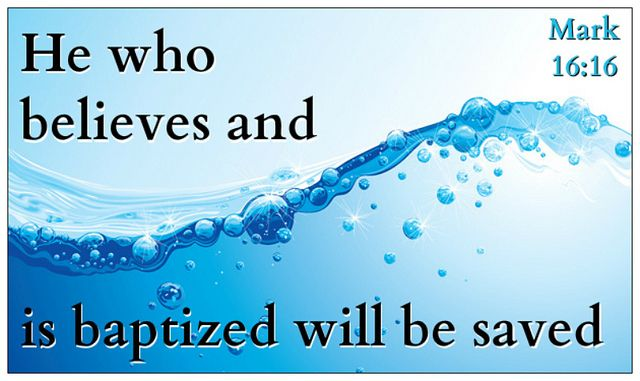 He who
believes and
is baptized will be saved
Mark
16:16